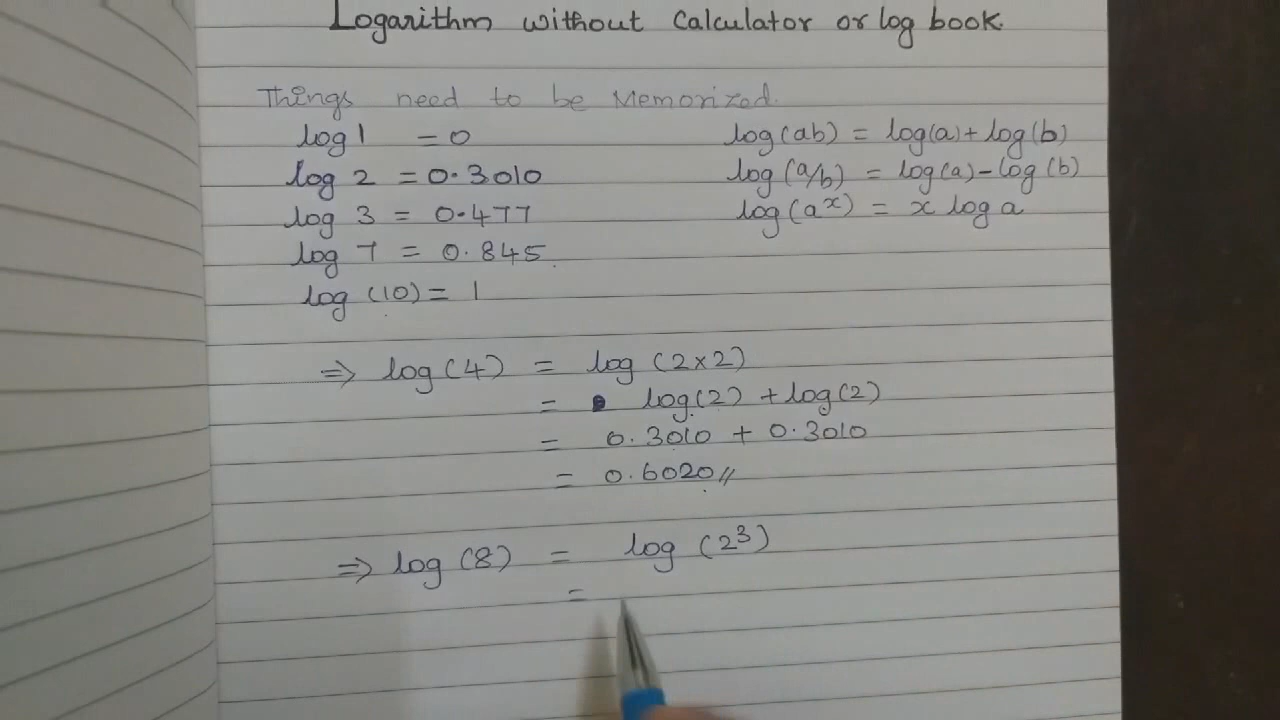 Logarithm without Calculator or log book.
Things need to be Memorized.
log 1 = 0
log 2 = 0.3010
log 3 = 0.477
log 7 = 0.845
log (10) = 1
log(ab) = log(a)+log(b)
log(a/b) = log(a)-log(b)
log(aˣ) = x log a
⇒ log(4) = log (2×2)
= log(2) + log(2)
= 0.3010 + 0.3010
= 0.6020//
⇒ log (8) = log (2³)
=